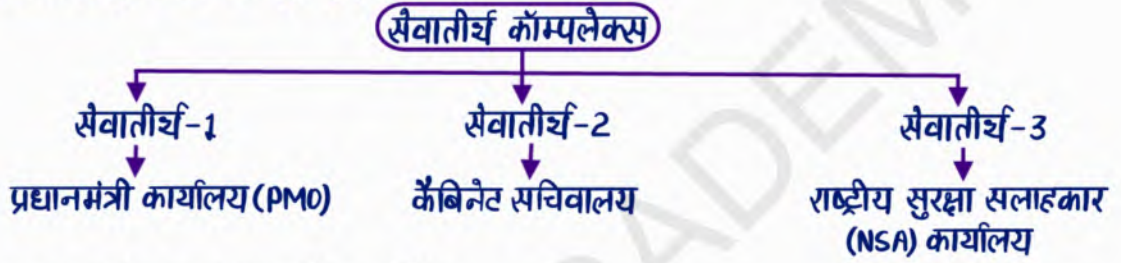 सेवातीर्थ कॉम्पलेक्स
सेवातीर्थ-1
सेवातीर्थ-2
सेवातीर्थ-3
प्रधानमंत्री कार्यालय (PMO)
कैबिनेट सचिवालय
राष्ट्रीय सुरक्षा सलाहकार
(NSA) कार्यालय